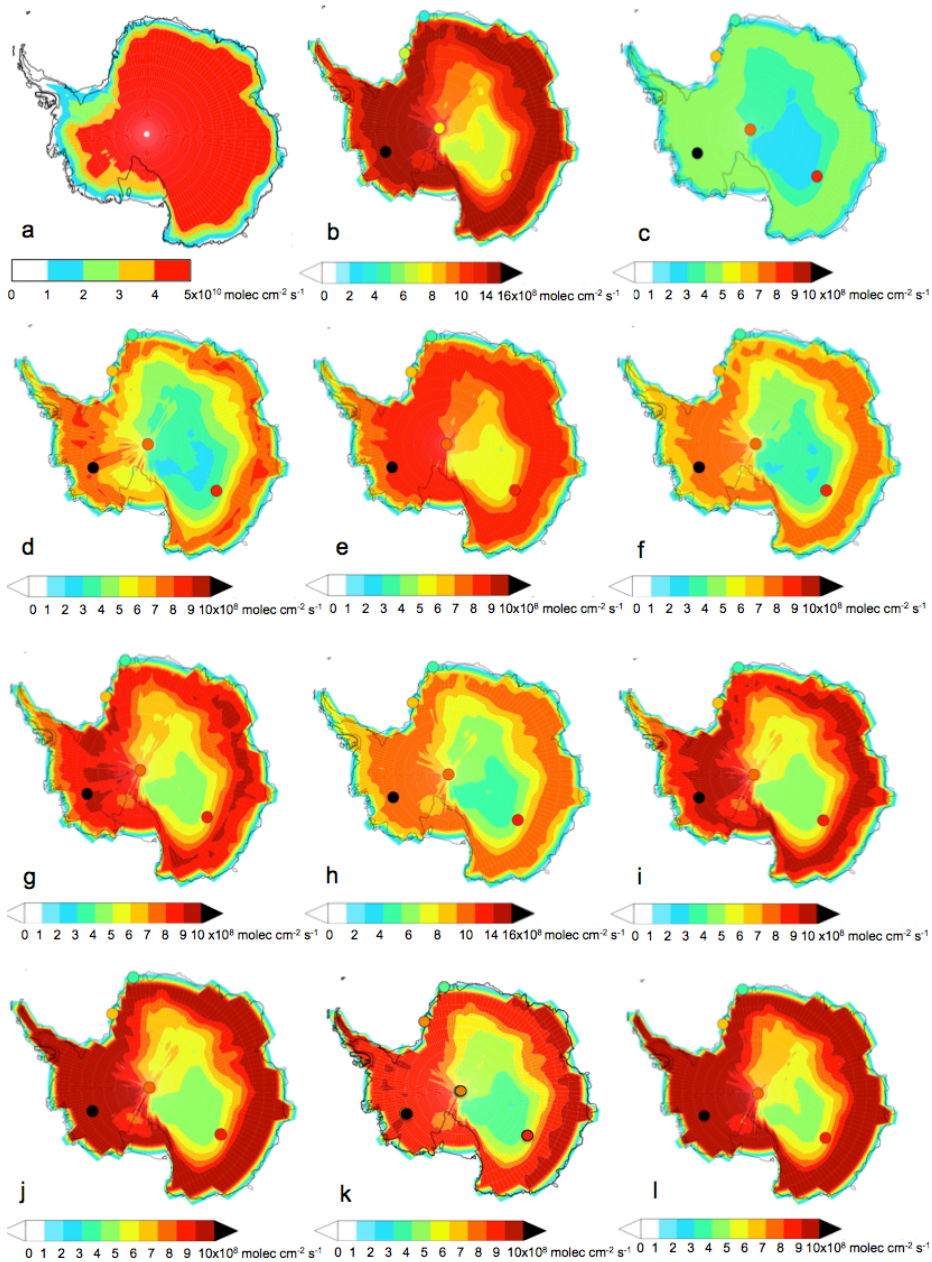 a
b
c
0 1 2 3 4 5x10¹⁰ molec cm⁻² s⁻¹
0 2 4 6 8 10 14 16x10⁸ molec cm⁻² s⁻¹
0 1 2 3 4 5 6 7 8 9 10 x10⁸ molec cm⁻² s⁻¹
d
e
f
0 1 2 3 4 5 6 7 8 9 10x10⁸ molec cm⁻² s⁻¹
0 1 2 3 4 5 6 7 8 9 10x10⁸ molec cm⁻² s⁻¹
0 1 2 3 4 5 6 7 8 9 10x10⁸ molec cm⁻² s⁻¹
g
h
i
0 1 2 3 4 5 6 7 8 9 10 x10⁸ molec cm⁻² s⁻¹
0 2 4 6 8 10 14 16x10⁸ molec cm⁻² s⁻¹
0 1 2 3 4 5 6 7 8 9 10 x10⁸ molec cm⁻² s⁻¹
j
k
l
0 1 2 3 4 5 6 7 8 9 10x10⁸ molec cm⁻² s⁻¹
0 1 2 3 4 5 6 7 8 9 10x10⁸ molec cm⁻² s⁻¹
0 1 2 3 4 5 6 7 8 9 10x10⁸ molec cm⁻² s⁻¹